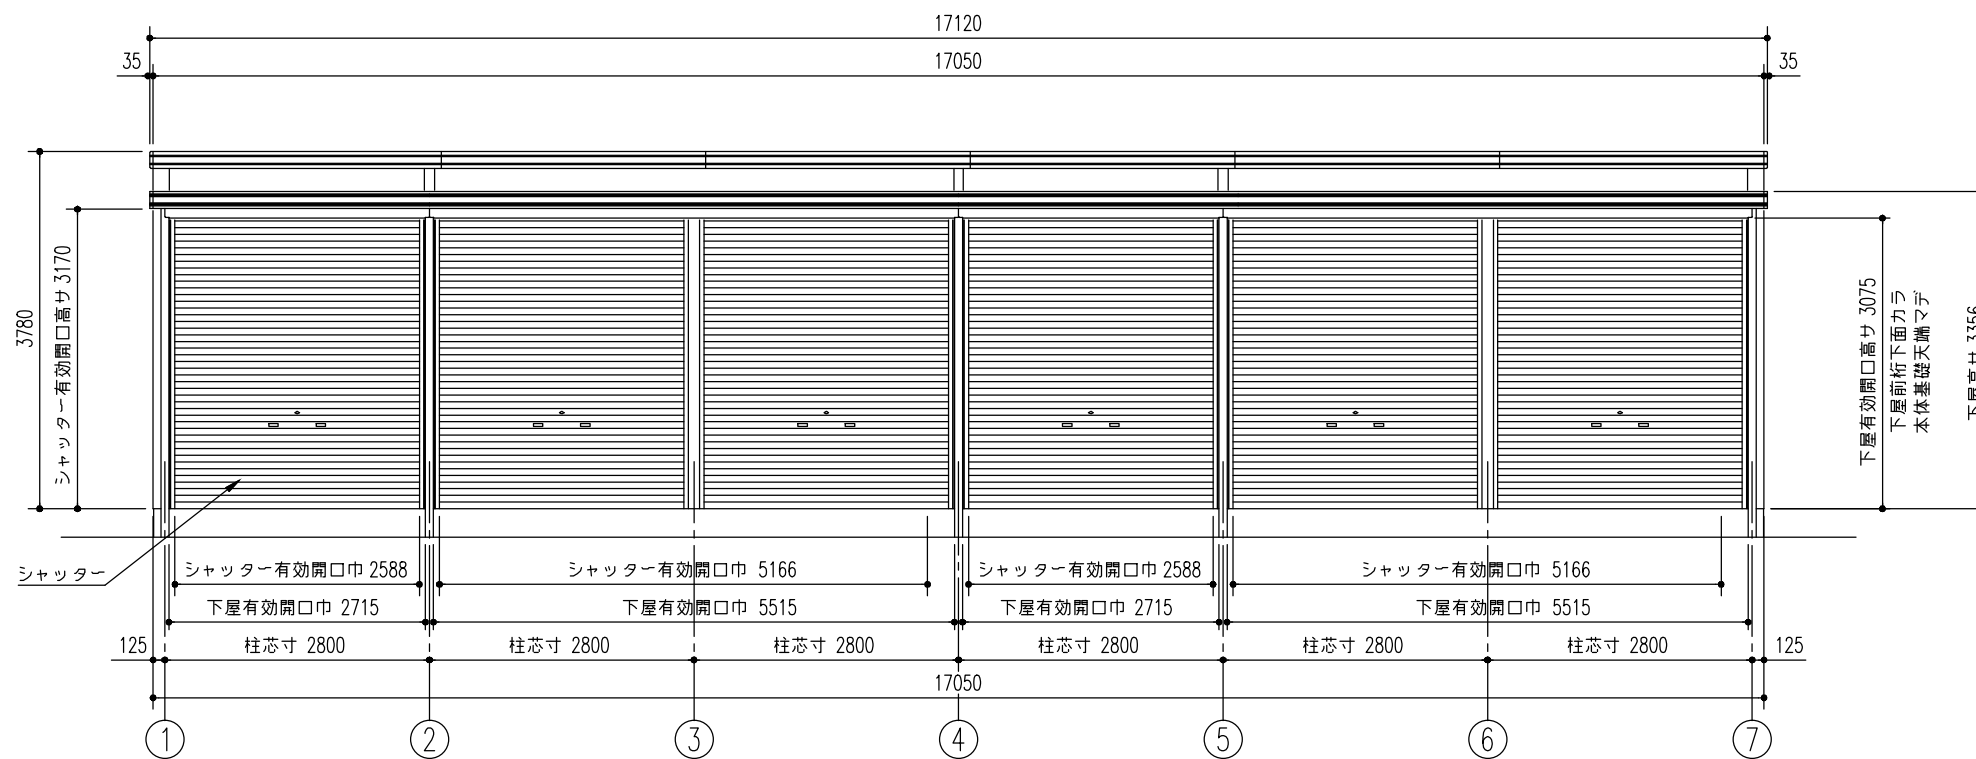 17120
35 17050 35
3780
シャッター有効開口高サ 3170
下屋有効開口高サ 3075
下屋前桁下面カラ
本体基礎天端マデ
下屋高サ 3356
シャッター
シャッター有効開口巾 2588 シャッター有効開口巾 5166 シャッター有効開口巾 2588 シャッター有効開口巾 5166
下屋有効開口巾 2715 下屋有効開口巾 5515 下屋有効開口巾 2715 下屋有効開口巾 5515
125 柱芯寸 2800 柱芯寸 2800 柱芯寸 2800 柱芯寸 2800 柱芯寸 2800 柱芯寸 2800 125
17050
1 2 3 4 5 6 7